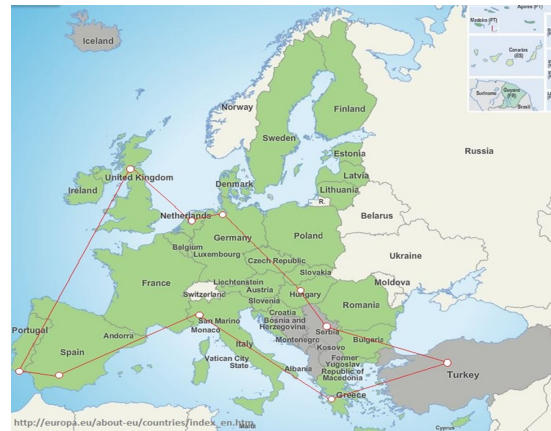 Açores (PT)
Madeira (PT)
Iceland
Canarias
(ES)
Suriname
Guyane
(FR)
Brasil
Norway
Finland
Sweden
Russia
Estonia
Latvia
United Kingdom
Denmark
Lithuania
Ireland
R.
Netherlands
Belarus
Germany
Poland
Belgium
Luxembourg
Czech Republic
Ukraine
Slovakia
France
Liechtenstein
Austria
Moldova
Switzerland
Hungary
Slovenia
Romania
San Marino
Monaco
Croatia
Bosnia and
Herzegovina
Portugal
Andorra
Serbia
Spain
Italy
Montenegro
Kosovo
Bulgaria
Vatican City
State
Albania
Former
Yugoslav
Republic of
Macedonia
Turkey
Greece
http://europa.eu/about-eu/countries/index_en.htm
Malta
Cyprus